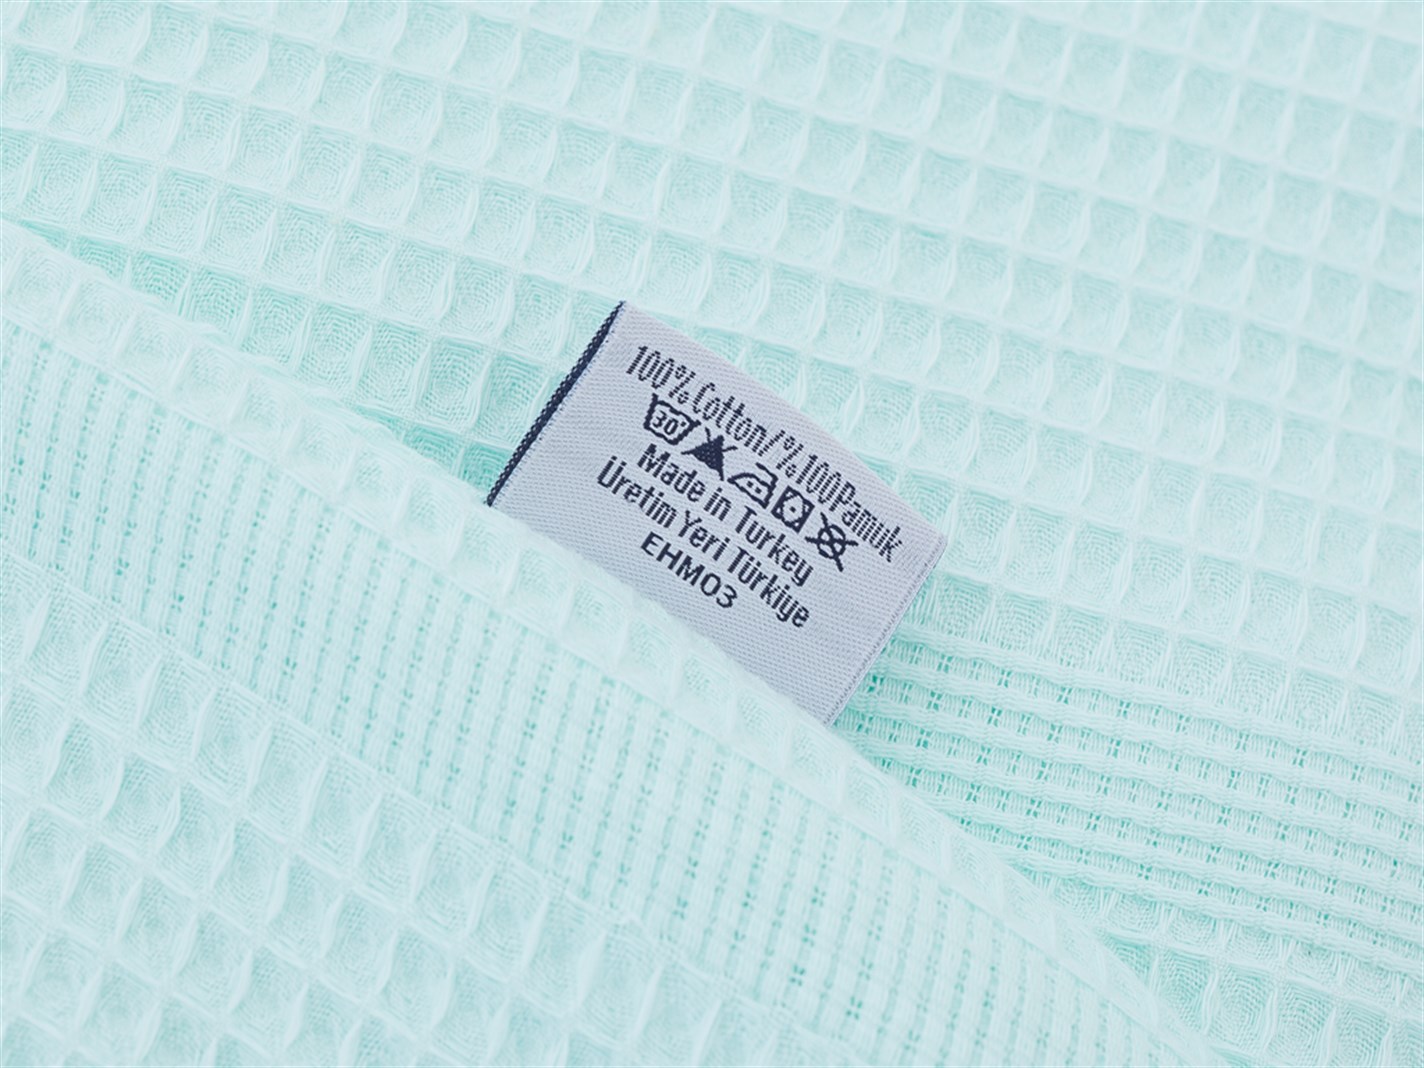 100% Cotton/%100Pamuk
30°
Made in Turkey
Üretim Yeri Türkiye
EHM03